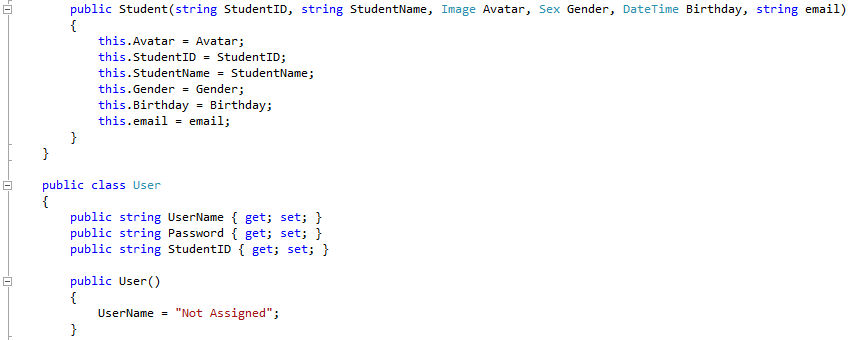 public Student(string StudentID, string StudentName, Image Avatar, Sex Gender, DateTime Birthday, string email)
{
this.Avatar = Avatar;
this.StudentID = StudentID;
this.StudentName = StudentName;
this.Gender = Gender;
this.Birthday = Birthday;
this.email = email;
}
}
public class User
{
public string UserName { get; set; }
public string Password { get; set; }
public string StudentID { get; set; }
public User()
{
UserName = "Not Assigned";
}